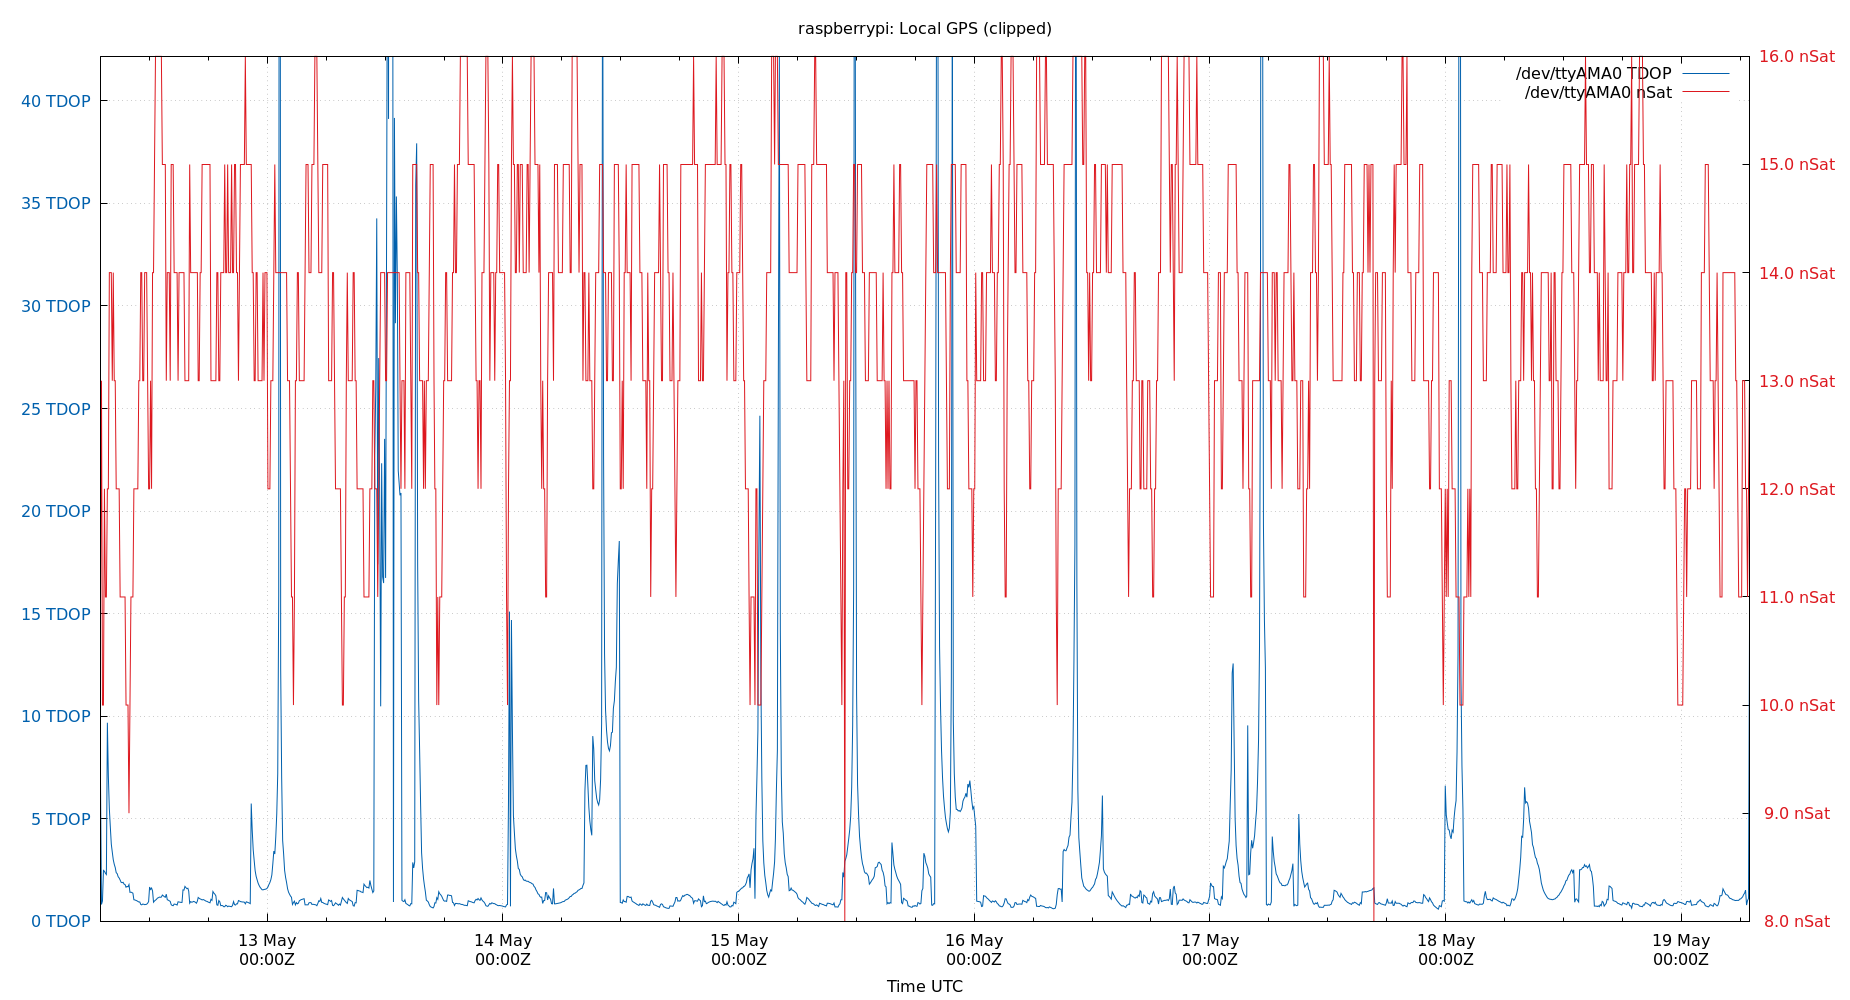 raspberrypi: Local GPS (clipped)
/dev/ttyAMA0 TDOP
/dev/ttyAMA0 nSat
40 TDOP
35 TDOP
30 TDOP
25 TDOP
20 TDOP
15 TDOP
10 TDOP
5 TDOP
0 TDOP
16.0 nSat
15.0 nSat
14.0 nSat
13.0 nSat
12.0 nSat
11.0 nSat
10.0 nSat
9.0 nSat
8.0 nSat
13 May
00:00Z
14 May
00:00Z
15 May
00:00Z
16 May
00:00Z
17 May
00:00Z
18 May
00:00Z
19 May
00:00Z
Time UTC